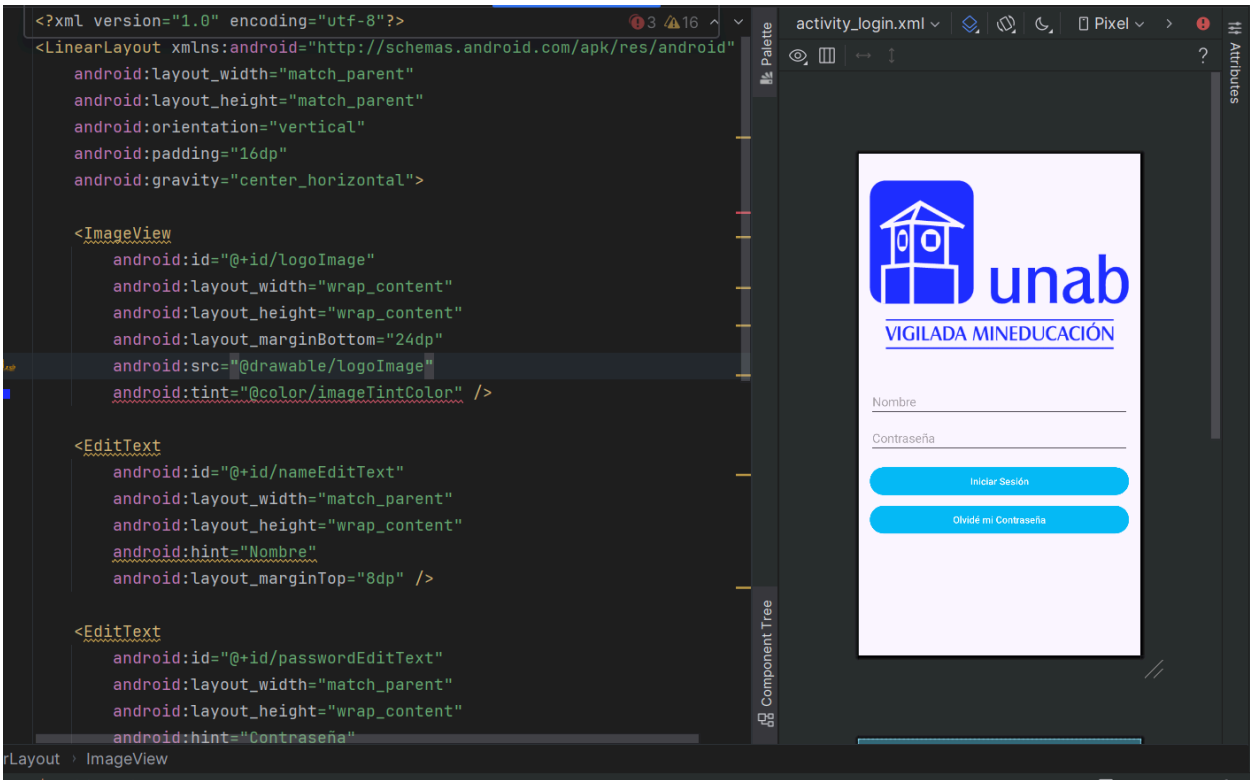 <?xml version="1.0" encoding="utf-8"?>
3 16
<LinearLayout xmlns:android="http://schemas.android.com/apk/res/android"
android:layout_width="match_parent"
android:layout_height="match_parent"
android:orientation="vertical"
android:padding="16dp"
android:gravity="center_horizontal">
<ImageView
android:id="@+id/logoImage"
android:layout_width="wrap_content"
android:layout_height="wrap_content"
android:layout_marginBottom="24dp"
android:src="@drawable/logoImage"
android:tint="@color/imageTintColor" />
<EditText
android:id="@+id/nameEditText"
android:layout_width="match_parent"
android:layout_height="wrap_content"
android:hint="Nombre"
android:layout_marginTop="8dp" />
<EditText
android:id="@+id/passwordEditText"
android:layout_width="match_parent"
android:layout_height="wrap_content"
android:hint="Contraseña"
rLayout › ImageView
Palette
Component Tree
activity_login.xml
Pixel
?
Attributes
unab
VIGILADA MINEDUCACIÓN
Nombre
Contraseña
Iniciar Sesión
Olvidé mi Contraseña